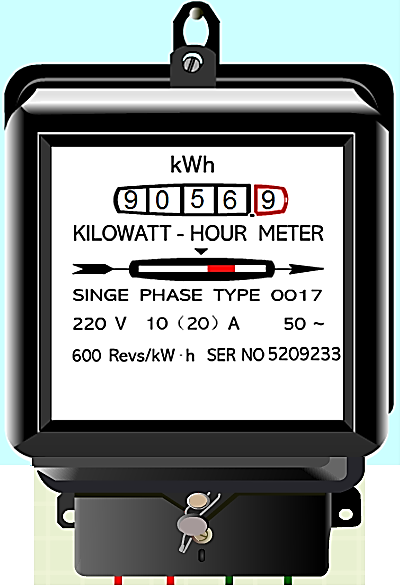 kWh
9 0 5 6 9
KILOWATT - HOUR METER
SINGE PHASE TYPE 0017
220 V 10 (20) A 50 ~
600 Revs/kW·h SER NO 5209233
0